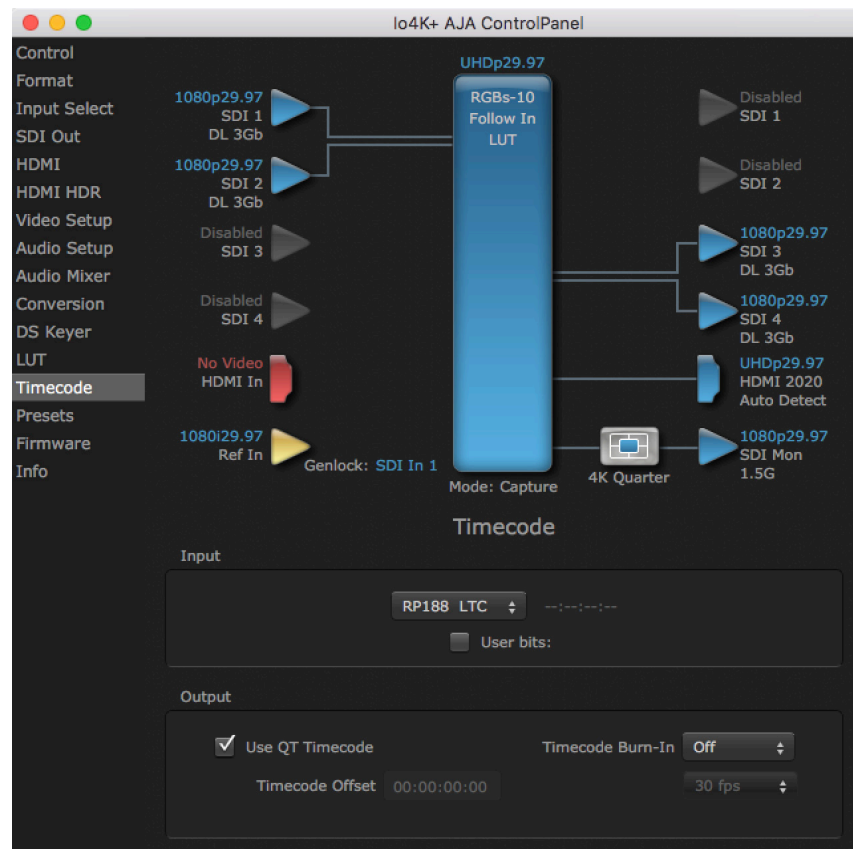 Io4K+ AJA ControlPanel
Control
Format
Input Select
SDI Out
HDMI
HDMI HDR
Video Setup
Audio Setup
Audio Mixer
Conversion
DS Keyer
LUT
Timecode
Presets
Firmware
Info
1080p29.97
SDI 1
DL 3Gb
1080p29.97
SDI 2
DL 3Gb
Disabled
SDI 3
Disabled
SDI 4
No Video
HDMI In
1080i29.97
Ref In
Genlock: SDI In 1
UHDp29.97
RGBs-10
Follow In
LUT
Mode: Capture
Disabled
SDI 1
Disabled
SDI 2
1080p29.97
SDI 3
DL 3Gb
1080p29.97
SDI 4
DL 3Gb
UHDp29.97
HDMI 2020
Auto Detect
4K Quarter
1080p29.97
SDI Mon
1.5G
Timecode
Input
RP188 LTC --:--:--:--
User bits:
Output
Use QT Timecode
Timecode Burn-In Off
Timecode Offset 00:00:00:00
30 fps